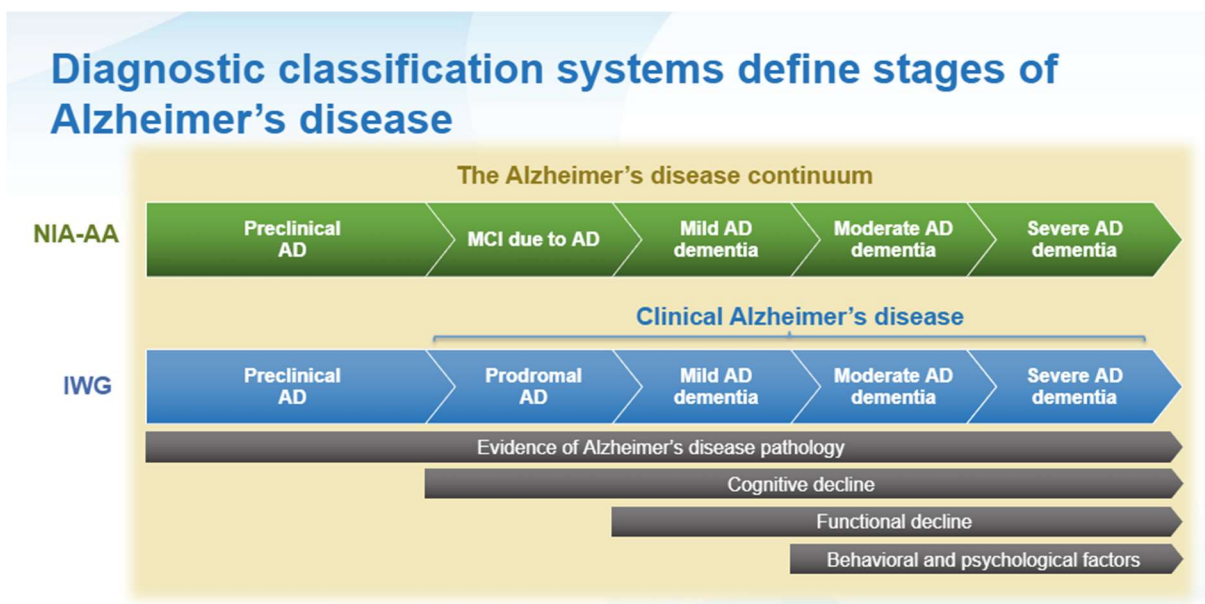 Diagnostic classification systems define stages of
Alzheimer’s disease
The Alzheimer’s disease continuum
NIA-AA
Preclinical
AD
MCI due to AD
Mild AD
dementia
Moderate AD
dementia
Severe AD
dementia
Clinical Alzheimer’s disease
IWG
Preclinical
AD
Prodromal
AD
Mild AD
dementia
Moderate AD
dementia
Severe AD
dementia
Evidence of Alzheimer’s disease pathology
Cognitive decline
Functional decline
Behavioral and psychological factors